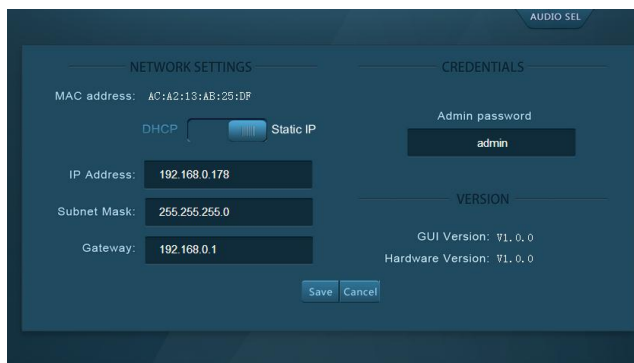 AUDIO SEL
NETWORK SETTINGS
MAC address: AC:A2:13:AB:25:DF
DHCP Static IP
IP Address: 192.168.0.178
Subnet Mask: 255.255.255.0
Gateway: 192.168.0.1
CREDENTIALS
Admin password
admin
VERSION
GUI Version: V1.0.0
Hardware Version: V1.0.0
Save Cancel